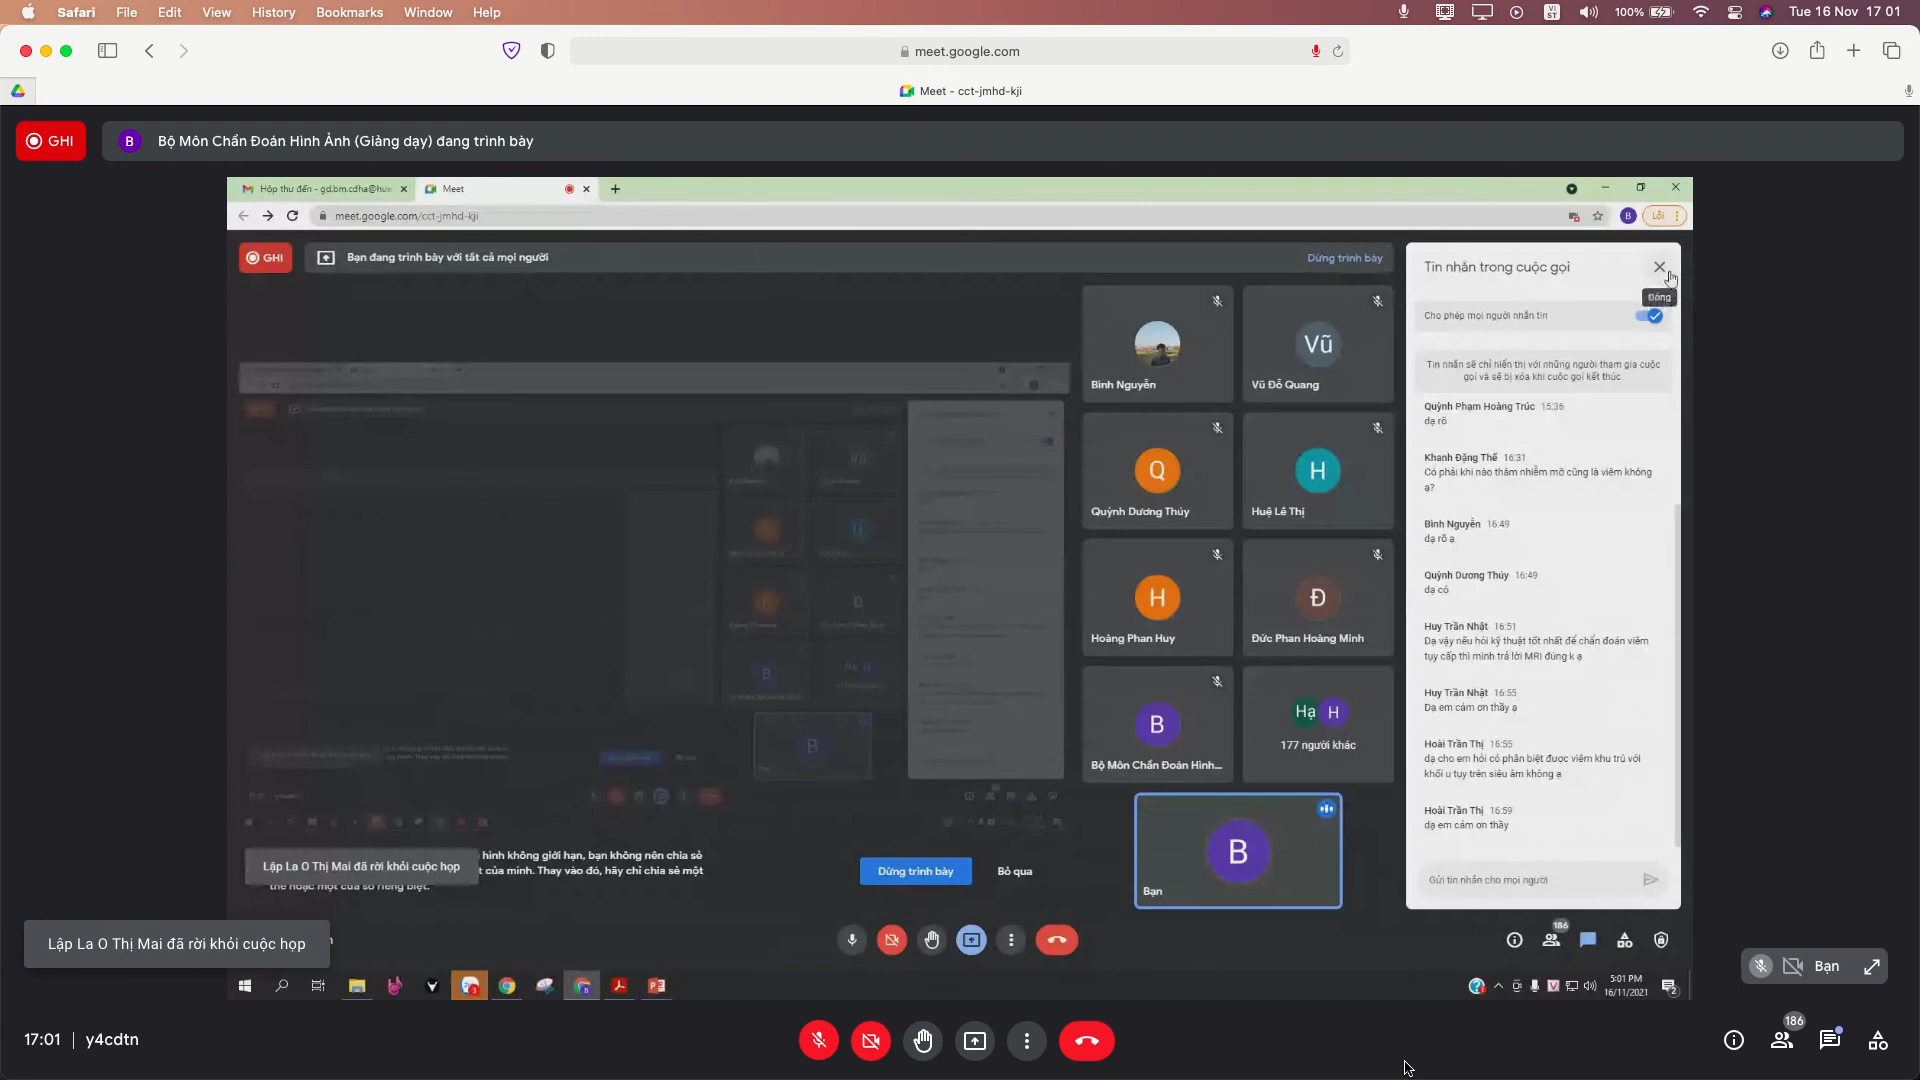 Safari File Edit View History Bookmarks Window Help
VI
ST
100%
Tue 16 Nov 17 01
meet.google.com
Meet - cct-jmhd-kji
GHI
B
Bộ Môn Chẩn Đoán Hình Ảnh (Giảng dạy) đang trình bày
Hộp thư đến - gd.bm.cdha@hue
Meet
meet.google.com/cct-jmhd-kji
B
Lỗi
GHI
Bạn đang trình bày với tất cả mọi người
Dừng trình bày
Bình Nguyễn
Vũ
Vũ Đỗ Quang
Q
Quỳnh Dương Thúy
H
Huệ Lê Thị
H
Hoàng Phan Huy
Đ
Đức Phan Hoàng Minh
B
Bộ Môn Chẩn Đoán Hình...
Hạ H
177 người khác
B
Bạn
Tin nhắn trong cuộc gọi
Đóng
Cho phép mọi người nhắn tin
Tin nhắn sẽ chỉ hiển thị với những người tham gia cuộc
gọi và sẽ bị xóa khi cuộc gọi kết thúc.
Quỳnh Phạm Hoàng Trúc 15:36
dạ rõ
Khanh Đặng Thế 16:31
Có phải khi nào thâm nhiễm mỡ cũng là viêm không
ạ?
Bình Nguyễn 16:49
dạ rõ ạ
Quỳnh Dương Thúy 16:49
dạ có
Huy Trần Nhật 16:51
Dạ vậy nếu hỏi kỹ thuật tốt nhất để chẩn đoán viêm
tụy cấp thì mình trả lời MRI đúng k ạ
Huy Trần Nhật 16:55
Dạ em cảm ơn thầy ạ
Hoài Trần Thị 16:55
dạ cho em hỏi có phân biệt được viêm khu trú với
khối u tụy trên siêu âm không ạ
Hoài Trần Thị 16:59
dạ em cảm ơn thầy
Gửi tin nhắn cho mọi người
Lập La O Thị Mai đã rời khỏi cuộc họp
hình không giới hạn, bạn không nên chia sẻ
của mình. Thay vào đó, hãy chỉ chia sẻ một
thẻ hoặc một cửa sổ riêng biệt.
Dừng trình bày
Bỏ qua
186
5:01 PM
16/11/2021
2
Lập La O Thị Mai đã rời khỏi cuộc họp
Bạn
17:01 | y4cdtn
186